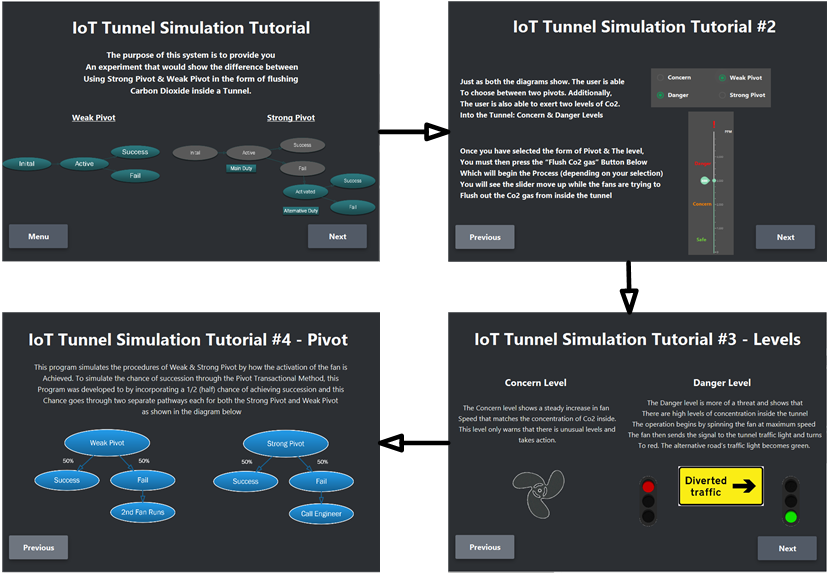 IoT Tunnel Simulation Tutorial
The purpose of this system is to provide you
An experiment that would show the difference between
Using Strong Pivot & Weak Pivot in the form of flushing
Carbon Dioxide inside a Tunnel.
Weak Pivot
Strong Pivot
Inital
Active
Success
Fail
Inital
Active
Success
Fail
Main Duty
Activated
Success
Fail
Alternative Duty
Menu
Next
IoT Tunnel Simulation Tutorial #2
Just as both the diagrams show. The user is able
To choose between two pivots. Additionally,
The user is also able to exert two levels of Co2.
Into the Tunnel: Concern & Danger Levels
Concern
Weak Pivot
Danger
Strong Pivot
Once you have selected the form of Pivot & The level,
You must then press the "Flush Co2 gas" Button Below
Which will begin the Process (depending on your selection)
You will see the slider move up while the fans are trying to
Flush out the Co2 gas from inside the tunnel
PPM
Concern
Safe
Previous
Next
IoT Tunnel Simulation Tutorial #3 - Levels
Concern Level
The Concern level shows a steady increase in fan
Speed that matches the concentration of Co2 inside.
This level only warns that there is unusual levels and
takes action.
Danger Level
The Danger level is more of a threat and shows that
There are high levels of concentration inside the tunnel
The operation begins by spinning the fan at maximum speed
The fan then sends the signal to the tunnel traffic light and turns
To red. The alternative road's traffic light becomes green.
Diverted
traffic
Previous
Next
IoT Tunnel Simulation Tutorial #4 - Pivot
This program simulates the procedures of Weak & Strong Pivot by how the activation of the fan is
Achieved. To simulate the chance of succession through the Pivot Transactional Method, this
Program was developed to by incorporating a 1/2 (half) chance of achieving succession and this
Chance goes through two separate pathways each for both the Strong Pivot and Weak Pivot
as shown in the diagram below
Weak Pivot
50%
50%
Success
Fail
2nd Fan Runs
Strong Pivot
50%
50%
Success
Fail
Call Engineer
Previous